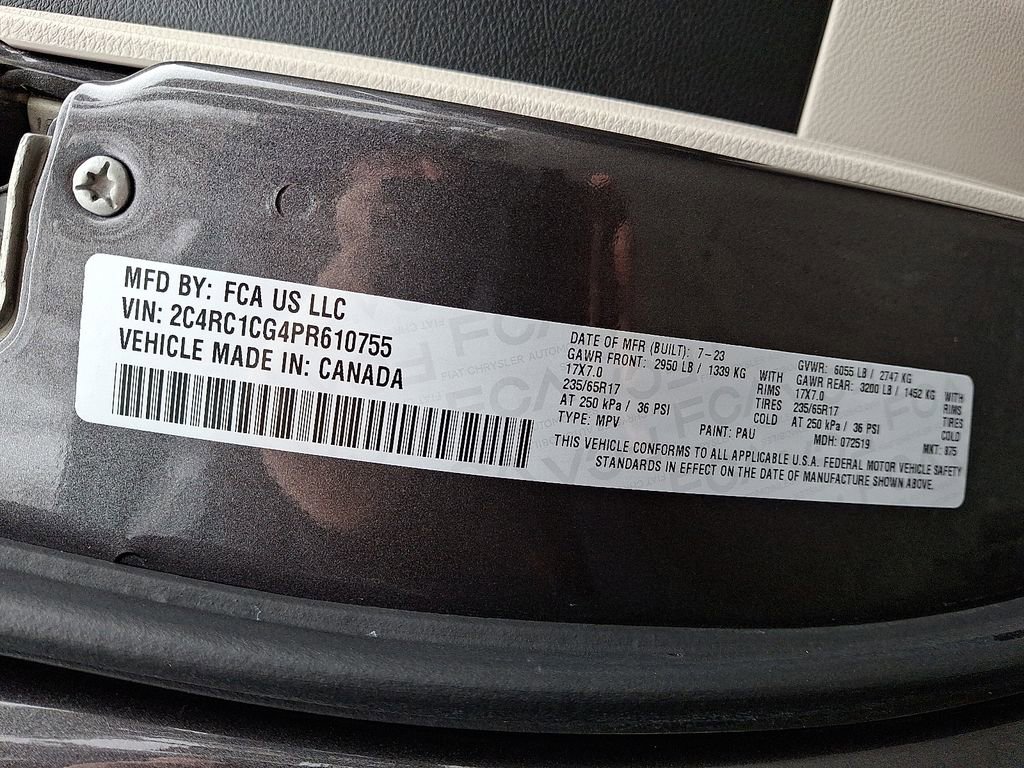 MFD BY: FCA US LLC
VIN: 2C4RC1CG4PR610755
VEHICLE MADE IN: CANADA
DATE OF MFR (BUILT): 7-23 GVWR: 6055 LB / 2747 KG
GAWR FRONT: 2950 LB / 1339 KG WITH GAWR REAR: 3200 LB / 1452 KG WITH
17X7.0 RIMS 17X7.0 RIMS
235/65R17 TIRES 235/65R17 TIRES
AT 250 kPa / 36 PSI COLD AT 250 kPa / 36 PSI COLD
TYPE: MPV PAINT: PAU MDH: 072519 MKT: 975
THIS VEHICLE CONFORMS TO ALL APPLICABLE U.S.A. FEDERAL MOTOR VEHICLE SAFETY
STANDARDS IN EFFECT ON THE DATE OF MANUFACTURE SHOWN ABOVE.